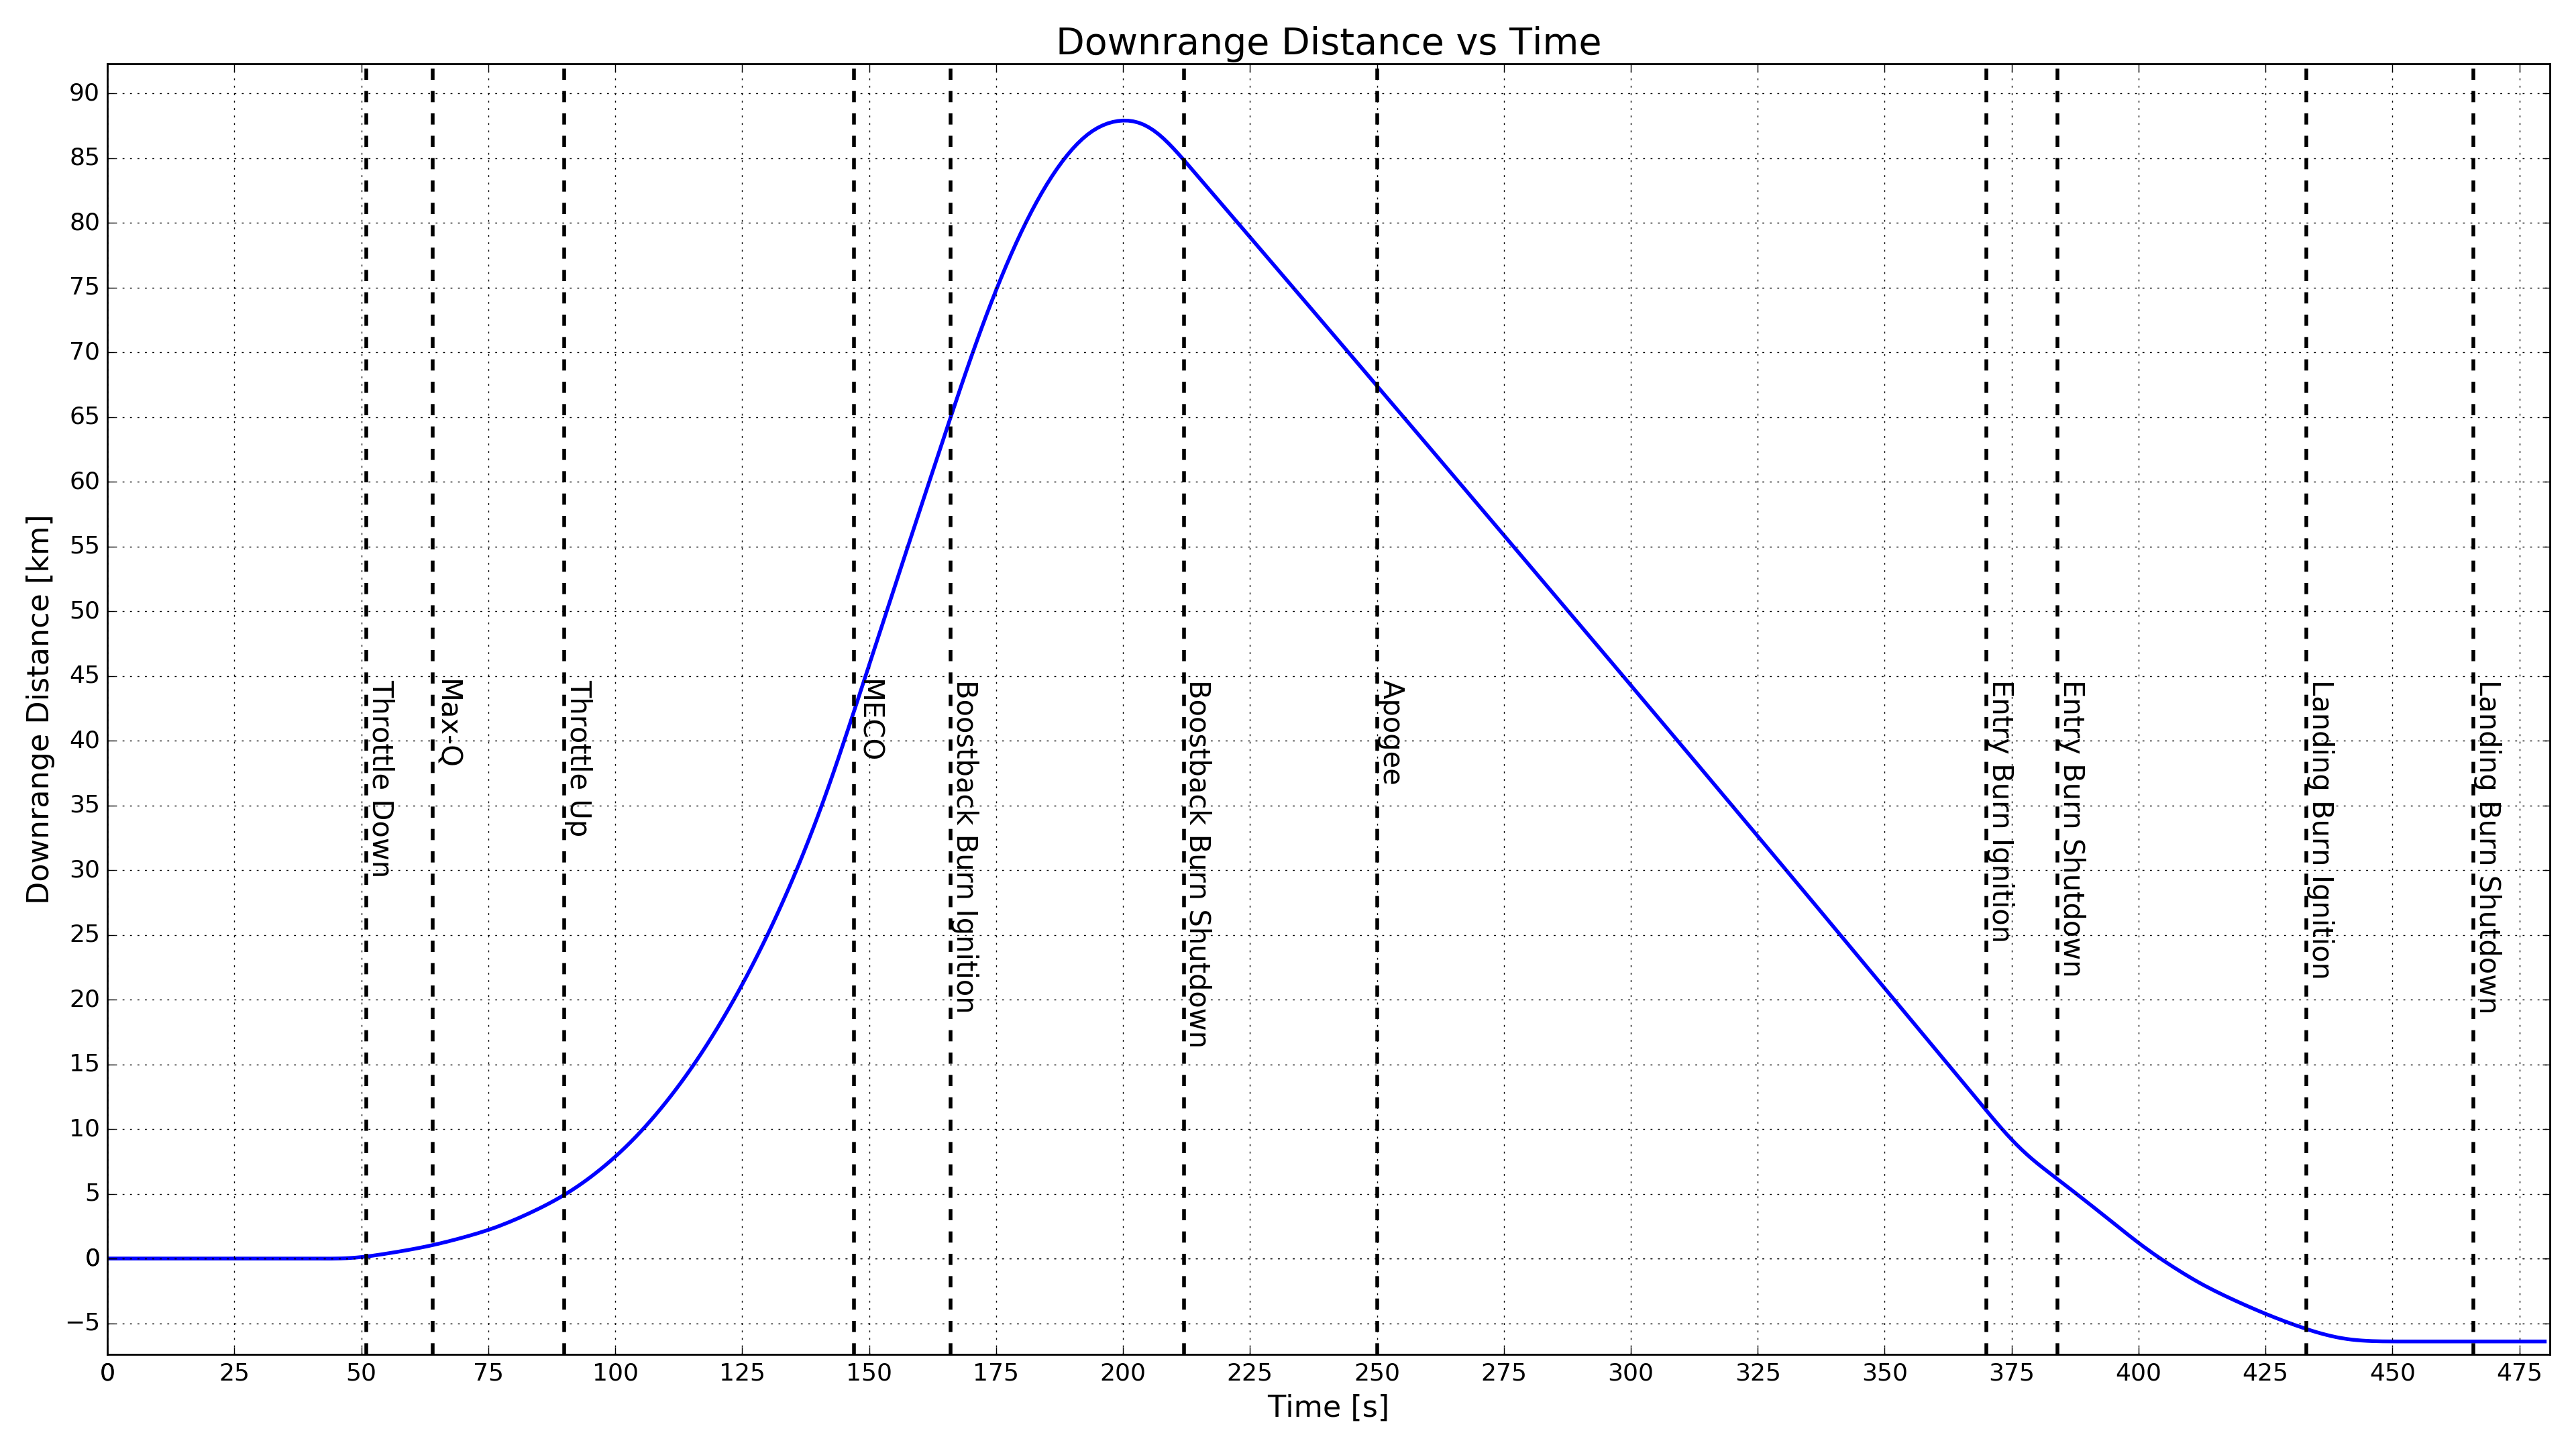 Downrange Distance vs Time
Downrange Distance [km]
90
85
80
75
70
65
60
55
50
45
40
35
30
25
20
15
10
5
0
−5
Throttle Down
Max-Q
Throttle Up
MECO
Boostback Burn Ignition
Boostback Burn Shutdown
Apogee
Entry Burn Ignition
Entry Burn Shutdown
Landing Burn Ignition
Landing Burn Shutdown
0 25 50 75 100 125 150 175 200 225 250 275 300 325 350 375 400 425 450 475
Time [s]